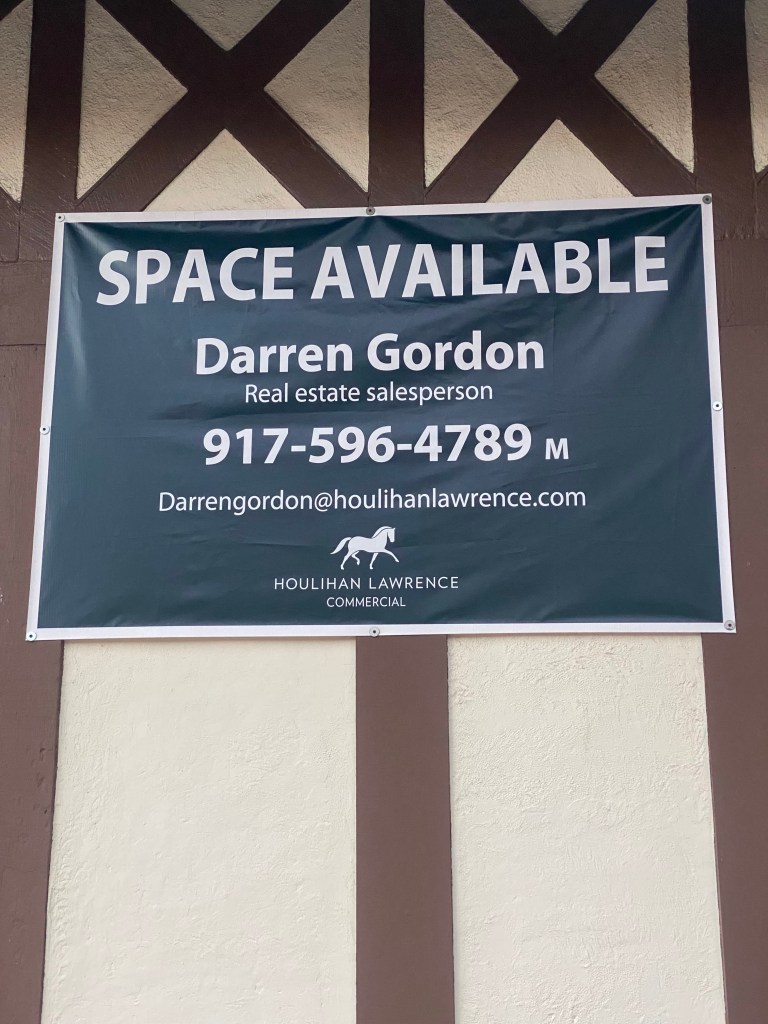 SPACE AVAILABLE
Darren Gordon
Real estate salesperson
917-596-4789 M
Darrengordon@houlihanlawrence.com
HOULIHAN LAWRENCE
COMMERCIAL